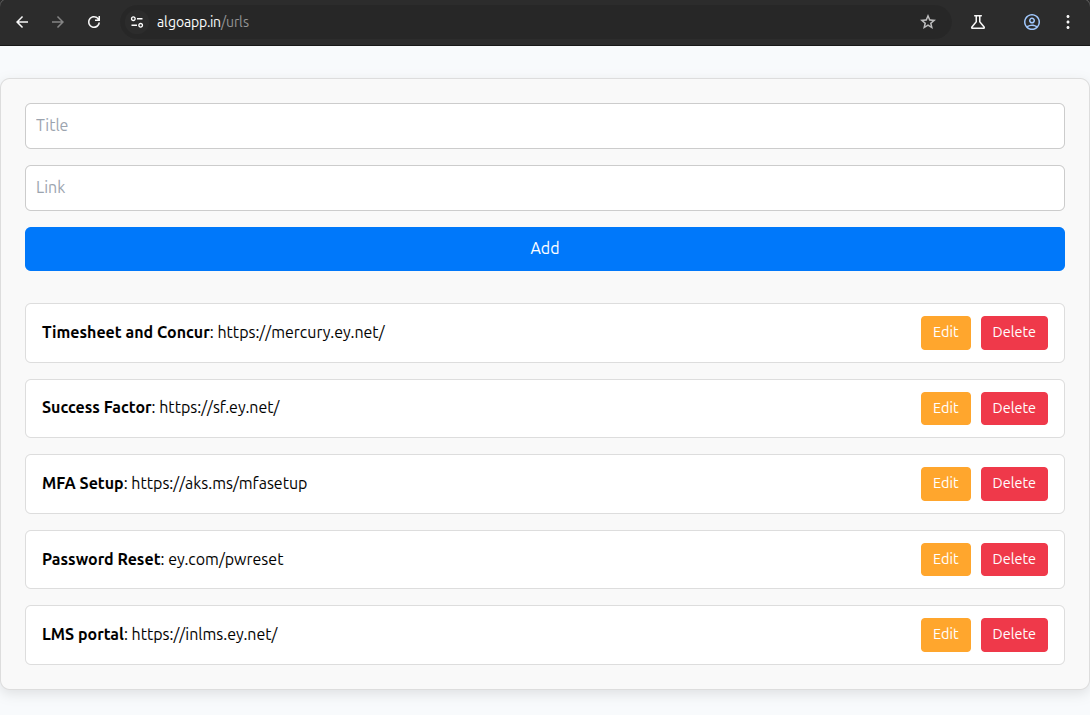 algoapp.in/urls
Title
Link
Add
Timesheet and Concur: https://mercury.ey.net/ Edit Delete
Success Factor: https://sf.ey.net/ Edit Delete
MFA Setup: https://aks.ms/mfasetup Edit Delete
Password Reset: ey.com/pwreset Edit Delete
LMS portal: https://inlms.ey.net/ Edit Delete